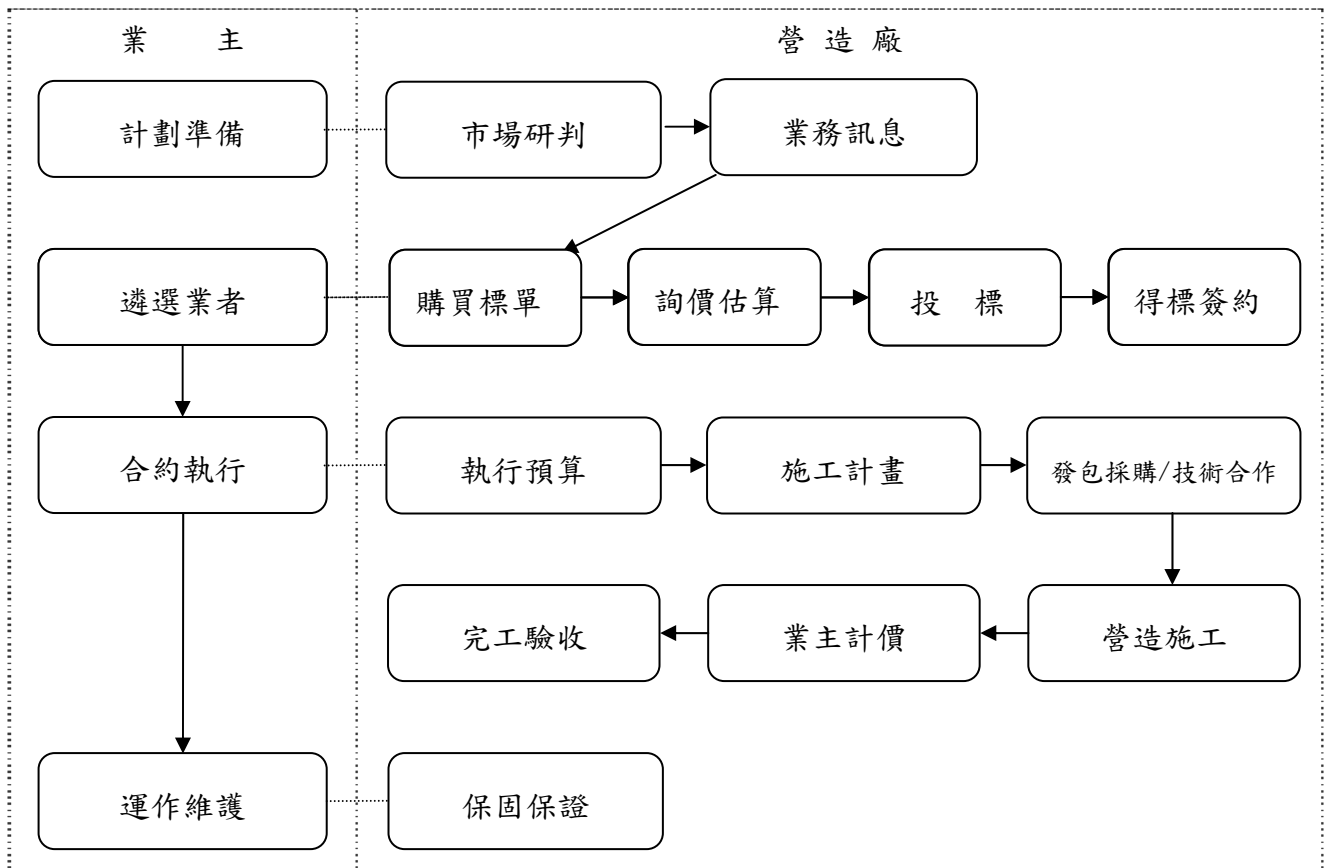 業 主
營造廠
計劃準備
市場研判
業務訊息
遴選業者
購買標單
詢價估算
投 標
得標簽約
合約執行
執行預算
施工計畫
發包採購/技術合作
完工驗收
業主計價
營造施工
運作維護
保固保證